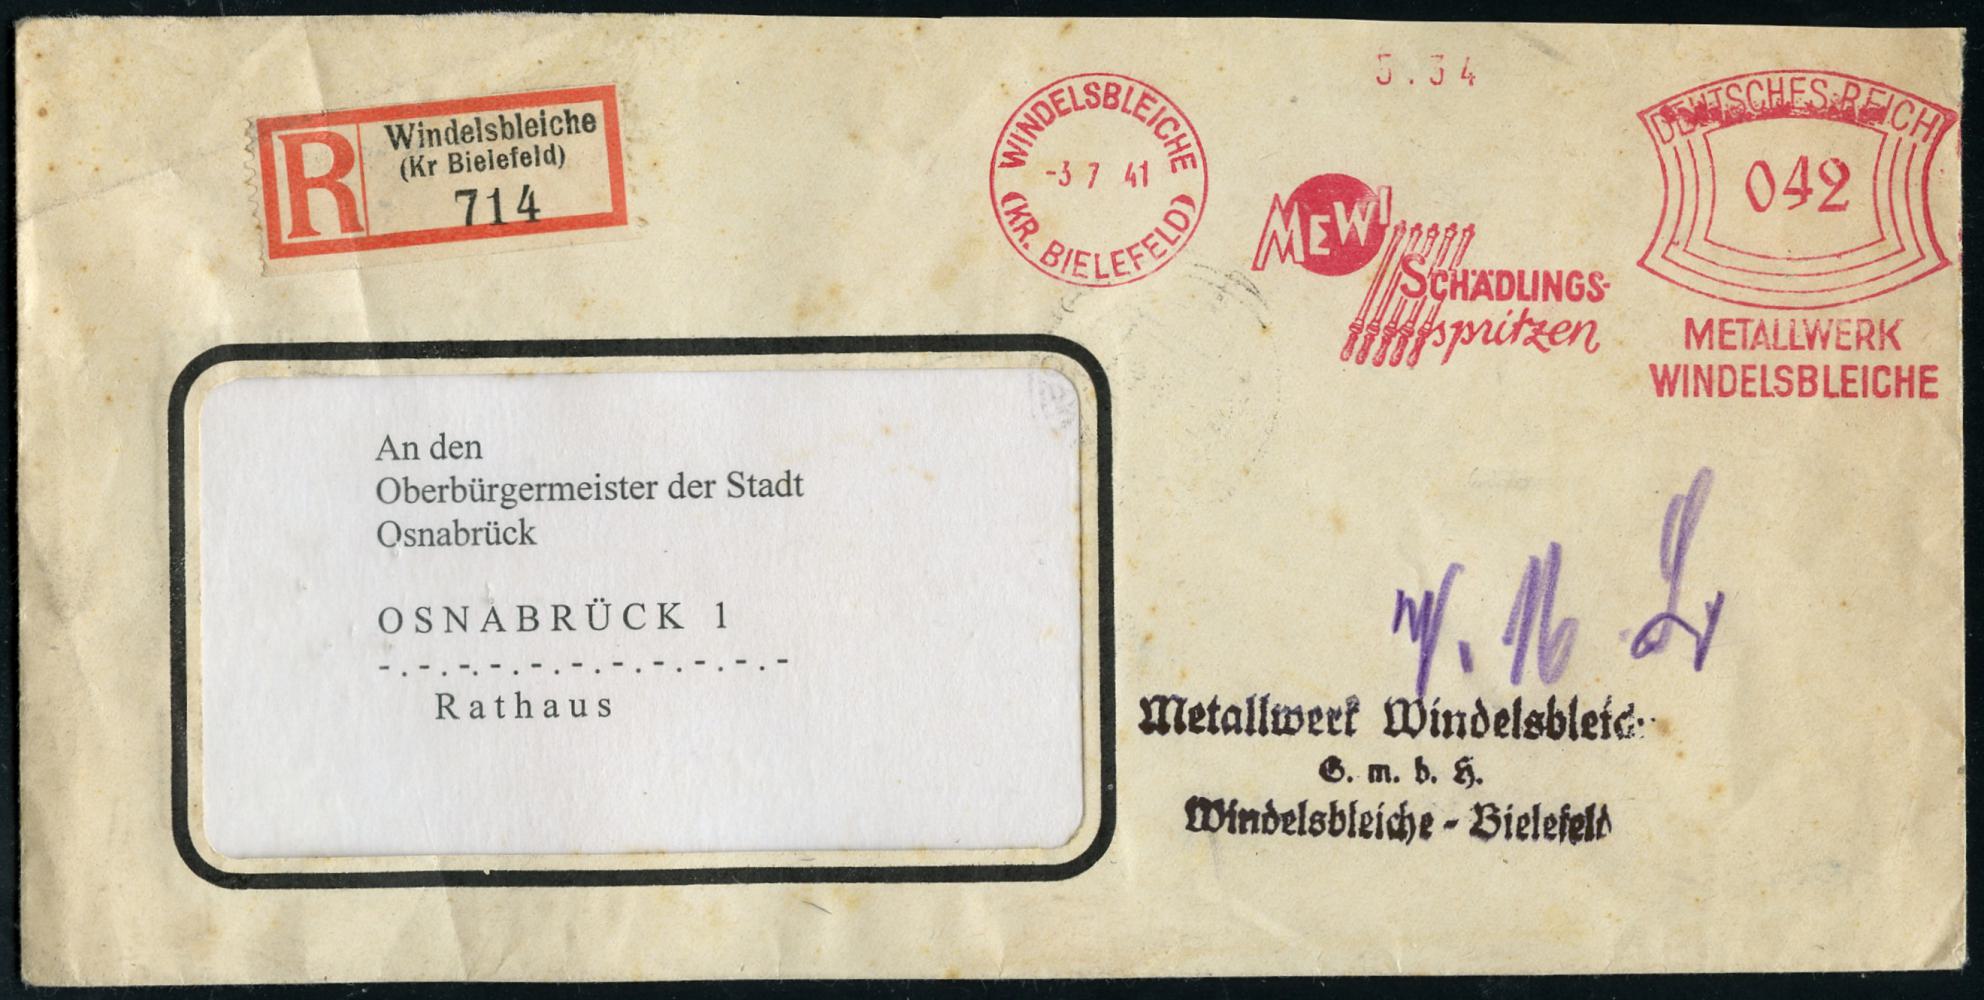 R
Windelsbleiche
(Kr Bielefeld)
714
WINDELSBLEICHE
-3 7 41
(KR. BIELEFELD)
5.34
MEWI
SCHÄDLINGS-
spritzen
DEUTSCHES REICH
042
METALLWERK
WINDELSBLEICHE
An den
Oberbürgermeister der Stadt
Osnabrück
OSNABRÜCK 1
-.-.-.-.-.-.-.-.-.-.-
Rathaus
Metallwerk Windelsbleich
G. m. b. H.
Windelsbleiche - Bielefeld